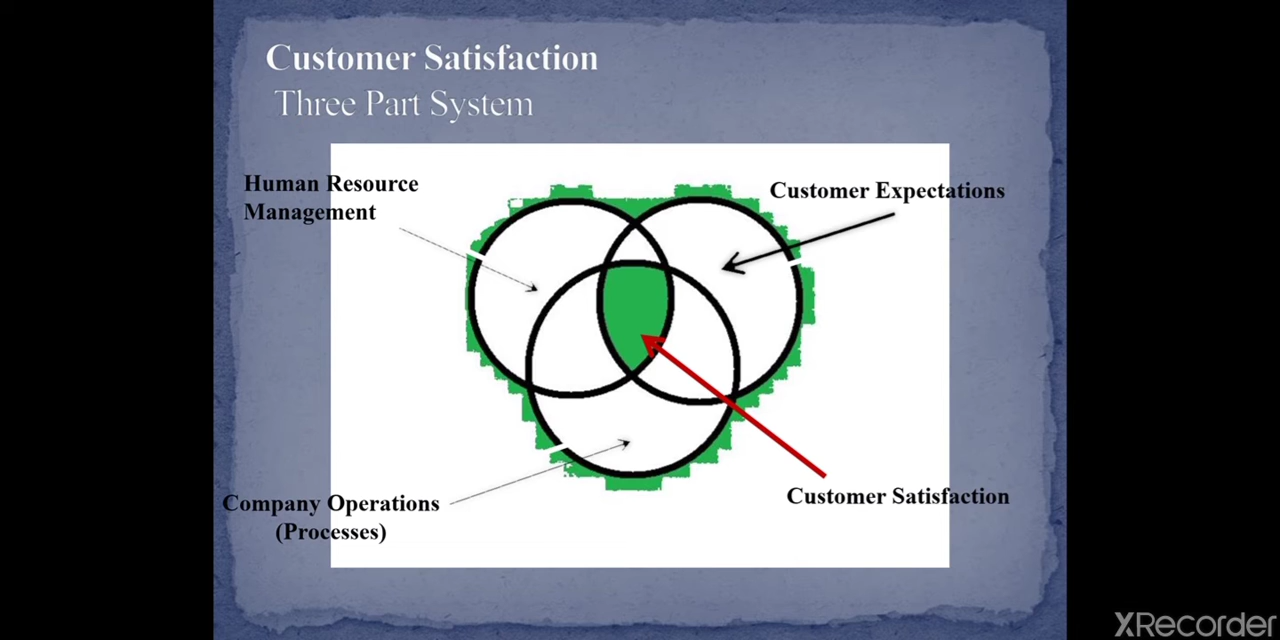 Customer Satisfaction
Three Part System
Human Resource
Management
Customer Expectations
Company Operations
(Processes)
Customer Satisfaction
XRecorder